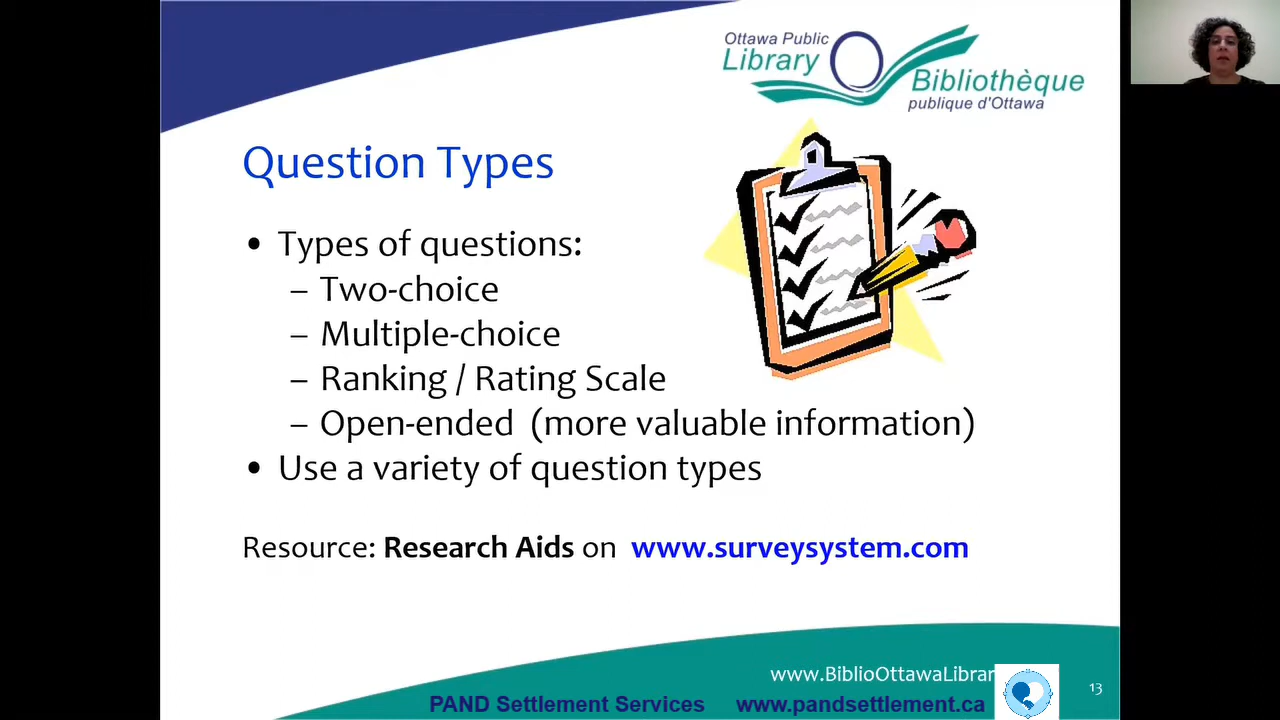 Ottawa Public
Library
Bibliothèque
publique d'Ottawa
Question Types
• Types of questions:
– Two-choice
– Multiple-choice
– Ranking / Rating Scale
– Open-ended (more valuable information)
• Use a variety of question types
Resource: Research Aids on www.surveysystem.com
www.BiblioOttawaLibrar
13
PAND Settlement Services www.pandsettlement.ca